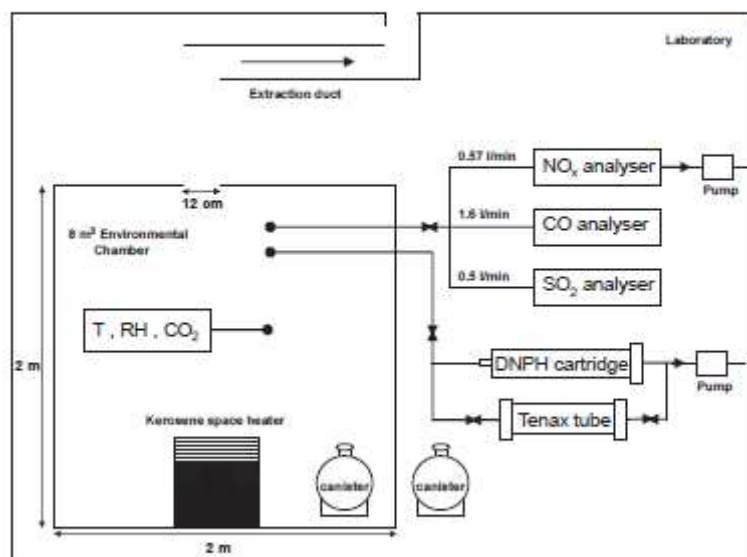 Laboratory
Extraction duct
0.57 l/min
NOx analyser
Pump
12 om
1.6 l/min
CO analyser
8 m³ Environmental
Chamber
0.5 l/min
SO₂ analyser
T , RH , CO₂
2 m
DNPH cartridge
Pump
Kerosene space heater
Tenax tube
canister
canister
2 m